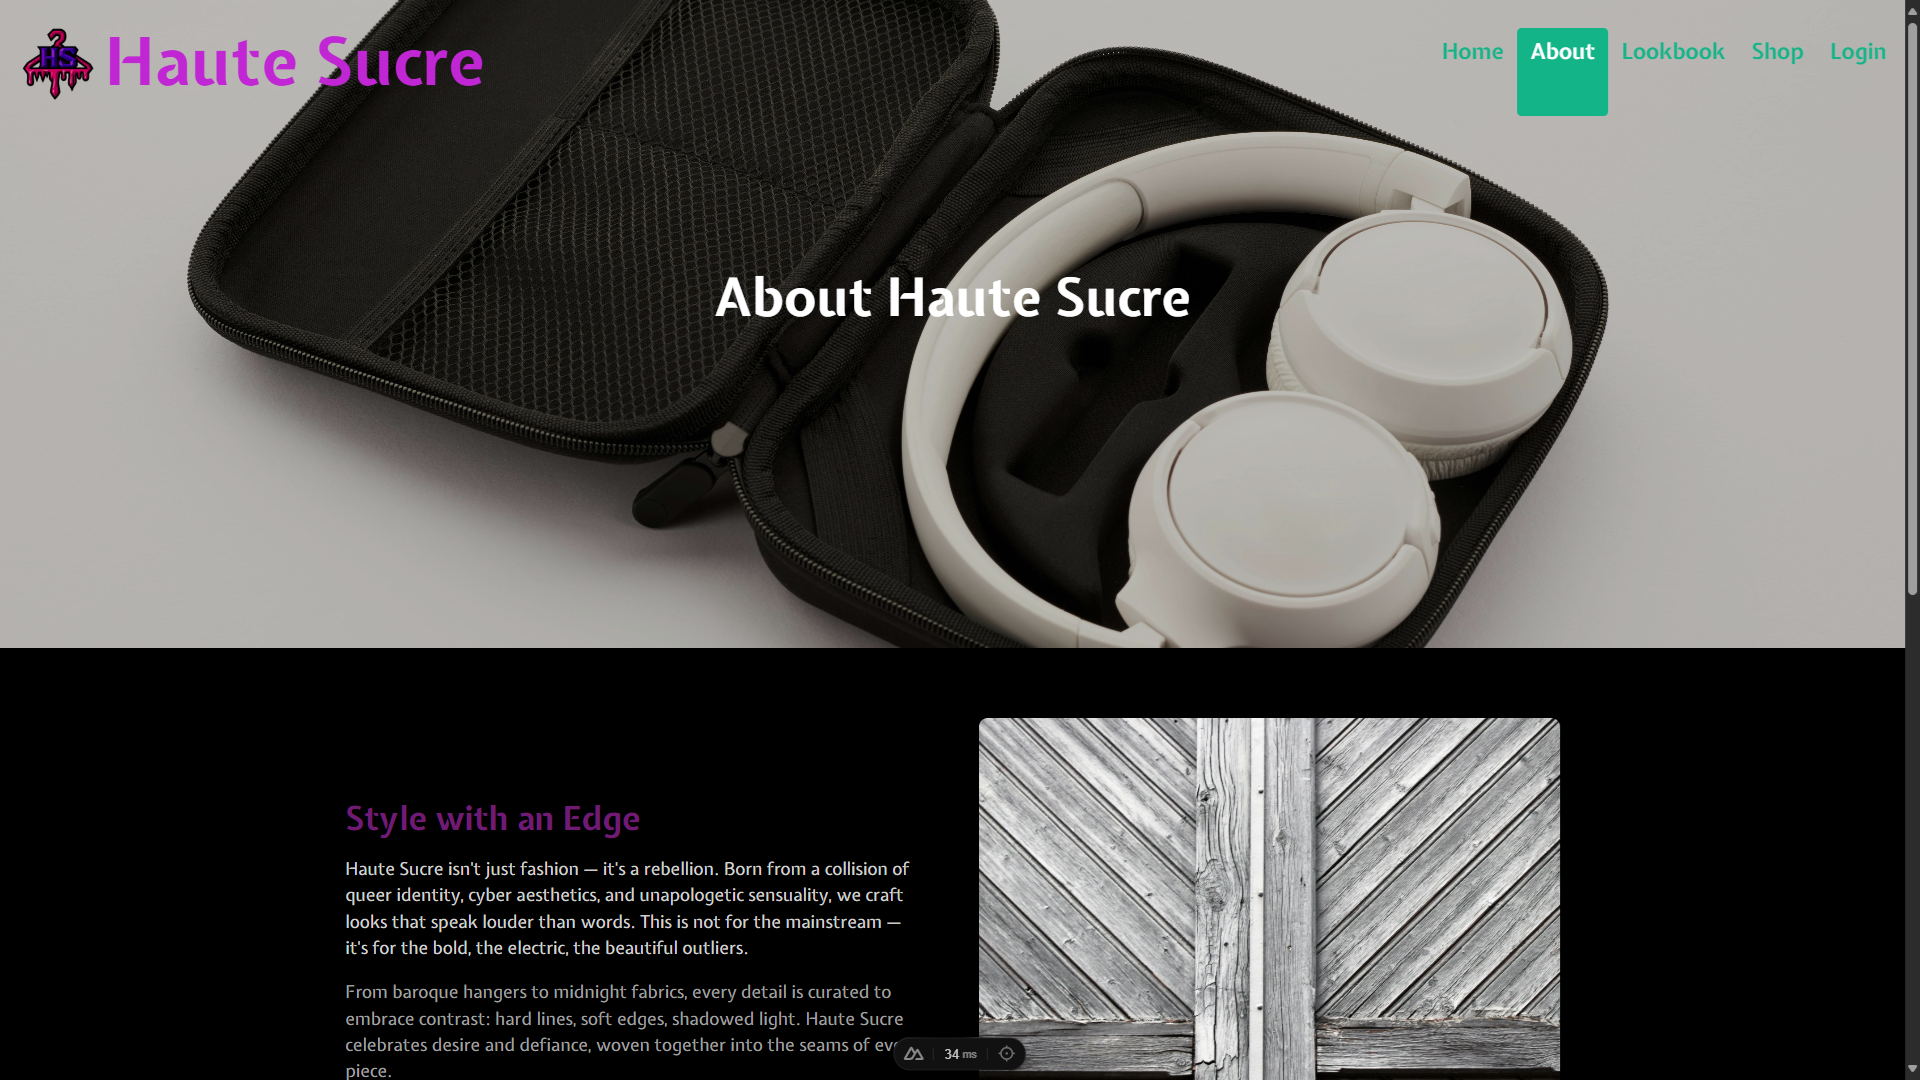 HS
Haute Sucre
Home
About
Lookbook
Shop
Login
About Haute Sucre
Style with an Edge
Haute Sucre isn't just fashion — it's a rebellion. Born from a collision of
queer identity, cyber aesthetics, and unapologetic sensuality, we craft
looks that speak louder than words. This is not for the mainstream —
it's for the bold, the electric, the beautiful outliers.
From baroque hangers to midnight fabrics, every detail is curated to
embrace contrast: hard lines, soft edges, shadowed light. Haute Sucre
celebrates desire and defiance, woven together into the seams of
piece.
34 ms